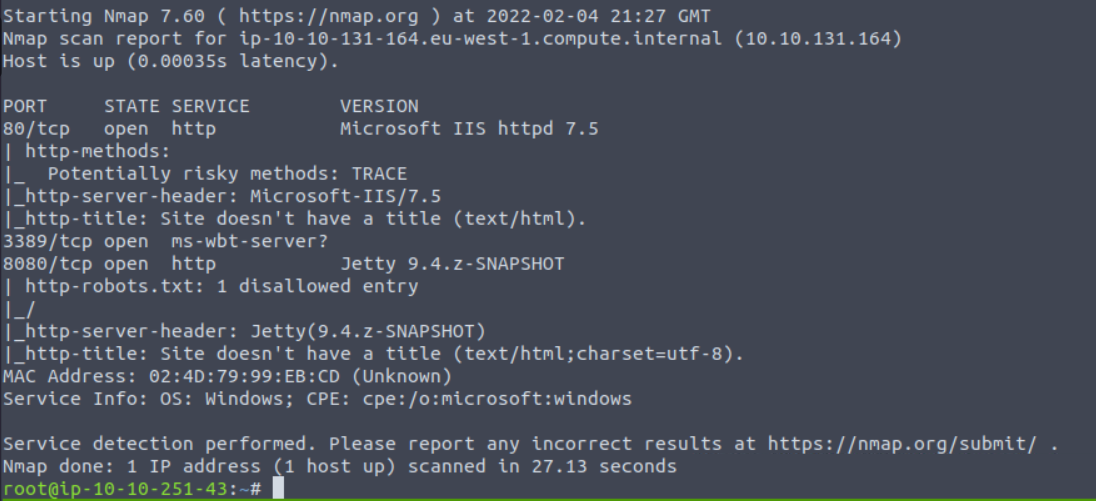 Starting Nmap 7.60 ( https://nmap.org ) at 2022-02-04 21:27 GMT
Nmap scan report for ip-10-10-131-164.eu-west-1.compute.internal (10.10.131.164)
Host is up (0.00035s latency).

PORT     STATE SERVICE        VERSION
80/tcp   open  http           Microsoft IIS httpd 7.5
| http-methods:
|_  Potentially risky methods: TRACE
|_http-server-header: Microsoft-IIS/7.5
|_http-title: Site doesn't have a title (text/html).
3389/tcp open  ms-wbt-server?
8080/tcp open  http           Jetty 9.4.z-SNAPSHOT
| http-robots.txt: 1 disallowed entry
|_/
|_http-server-header: Jetty(9.4.z-SNAPSHOT)
|_http-title: Site doesn't have a title (text/html;charset=utf-8).
MAC Address: 02:4D:79:99:EB:CD (Unknown)
Service Info: OS: Windows; CPE: cpe:/o:microsoft:windows

Service detection performed. Please report any incorrect results at https://nmap.org/submit/ .
Nmap done: 1 IP address (1 host up) scanned in 27.13 seconds
root@ip-10-10-251-43:~#